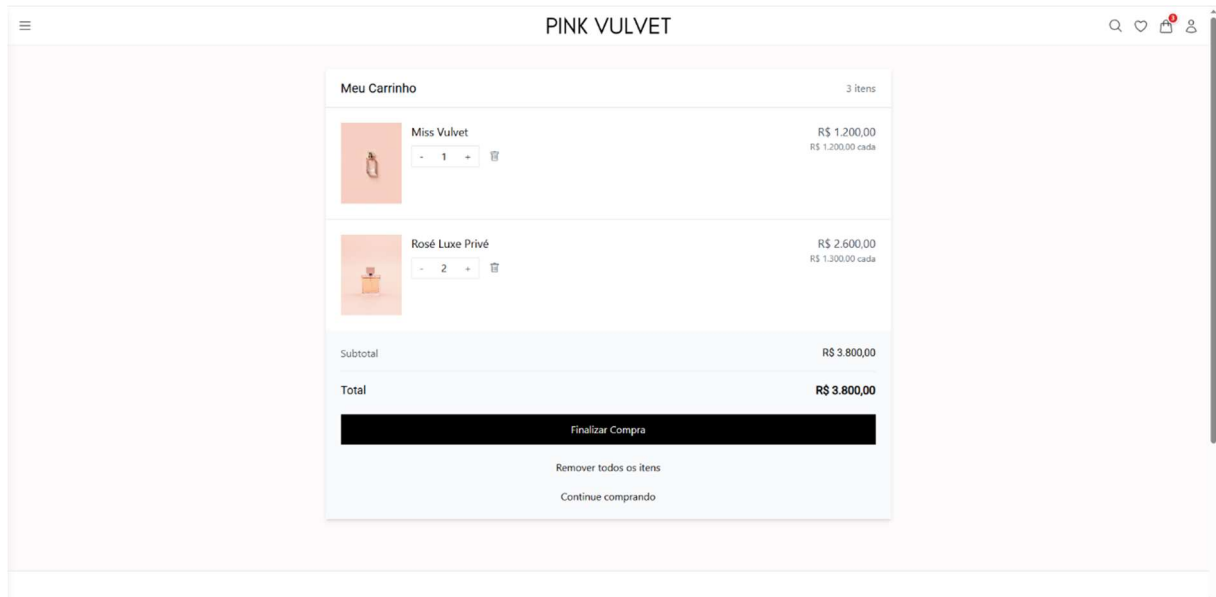 PINK VULVET
3
Meu Carrinho
3 itens
Miss Vulvet
R$ 1.200,00
- 1 +
R$ 1.200,00 cada
Rosé Luxe Privé
R$ 2.600,00
- 2 +
R$ 1.300,00 cada
Subtotal
R$ 3.800,00
Total
R$ 3.800,00
Finalizar Compra
Remover todos os itens
Continue comprando